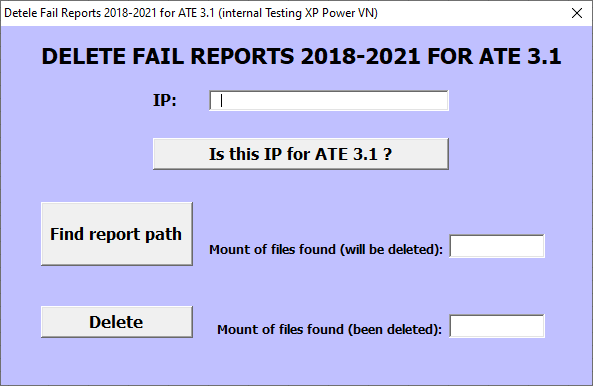 Detele Fail Reports 2018-2021 for ATE 3.1 (internal Testing XP Power VN)
DELETE FAIL REPORTS 2018-2021 FOR ATE 3.1
IP:
Is this IP for ATE 3.1 ?
Find report path
Mount of files found (will be deleted):
Delete
Mount of files found (been deleted):